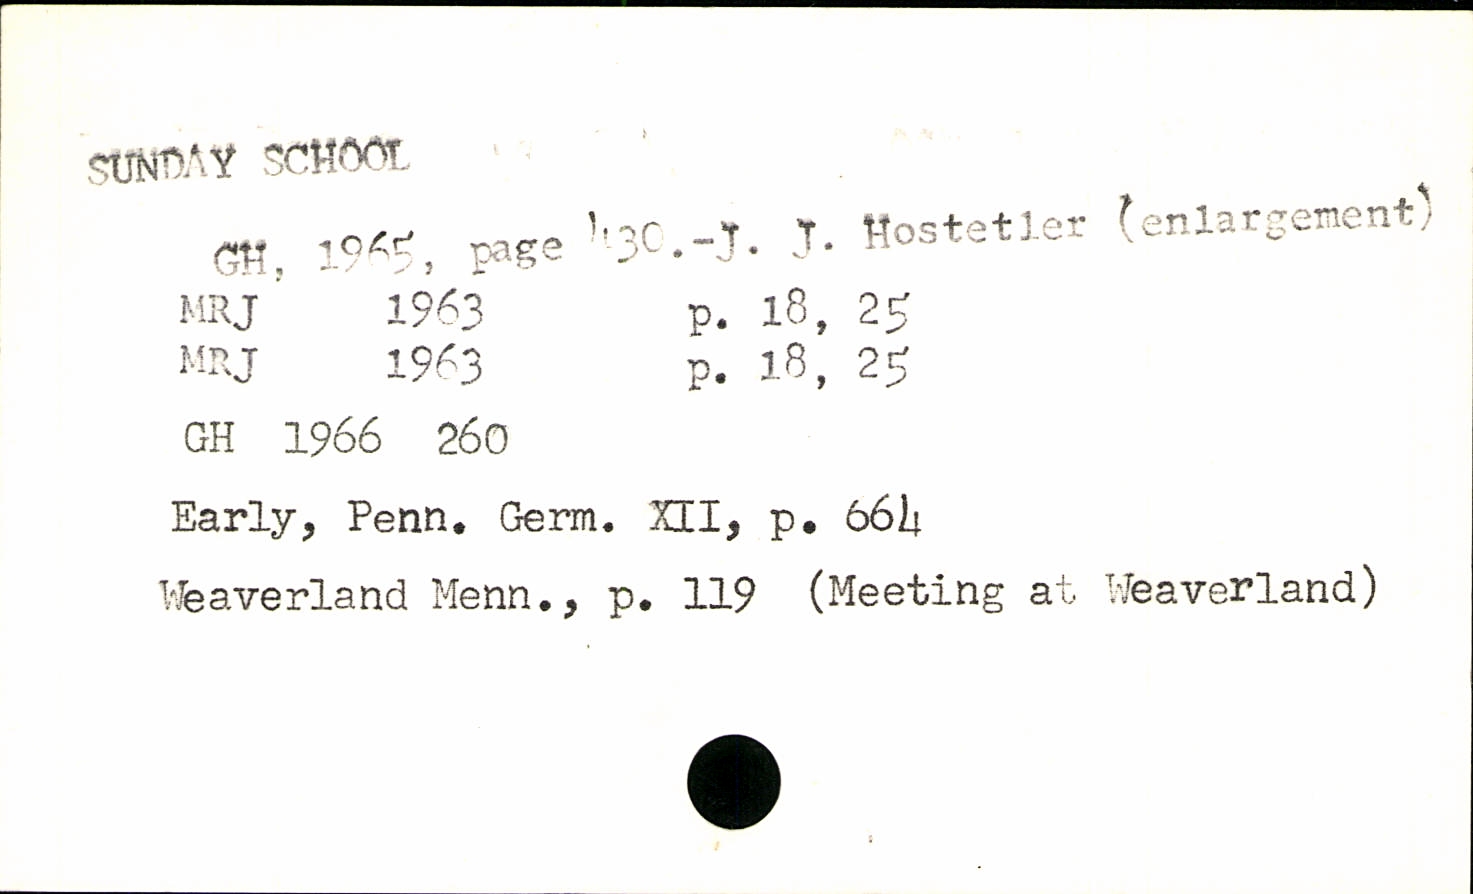 SUNDAY SCHOOL
GH, 1965, page 430.-J. J. Hostetler (enlargement)
MRJ 1963 p. 18, 25
MRJ 1963 p. 18, 25
GH 1966 260
Early, Penn. Germ. XII, p. 664
Weaverland Menn., p. 119 (Meeting at Weaverland)